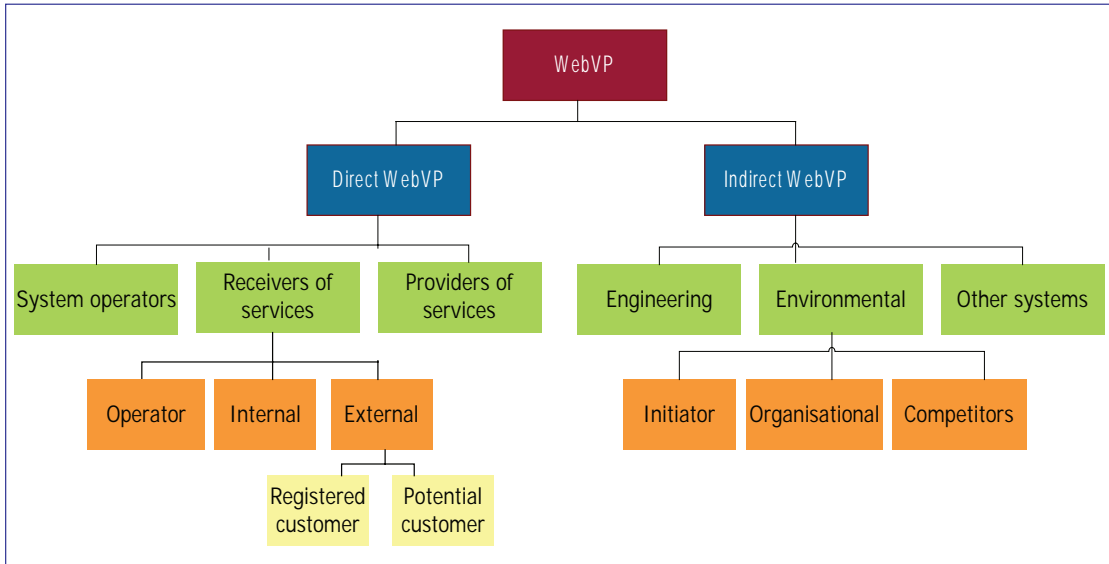 WebVP
Direct WebVP
Indirect WebVP
System operators
Receivers of
services
Providers of
services
Engineering
Environmental
Other systems
Operator
Internal
External
Initiator
Organisational
Competitors
Registered
customer
Potential
customer